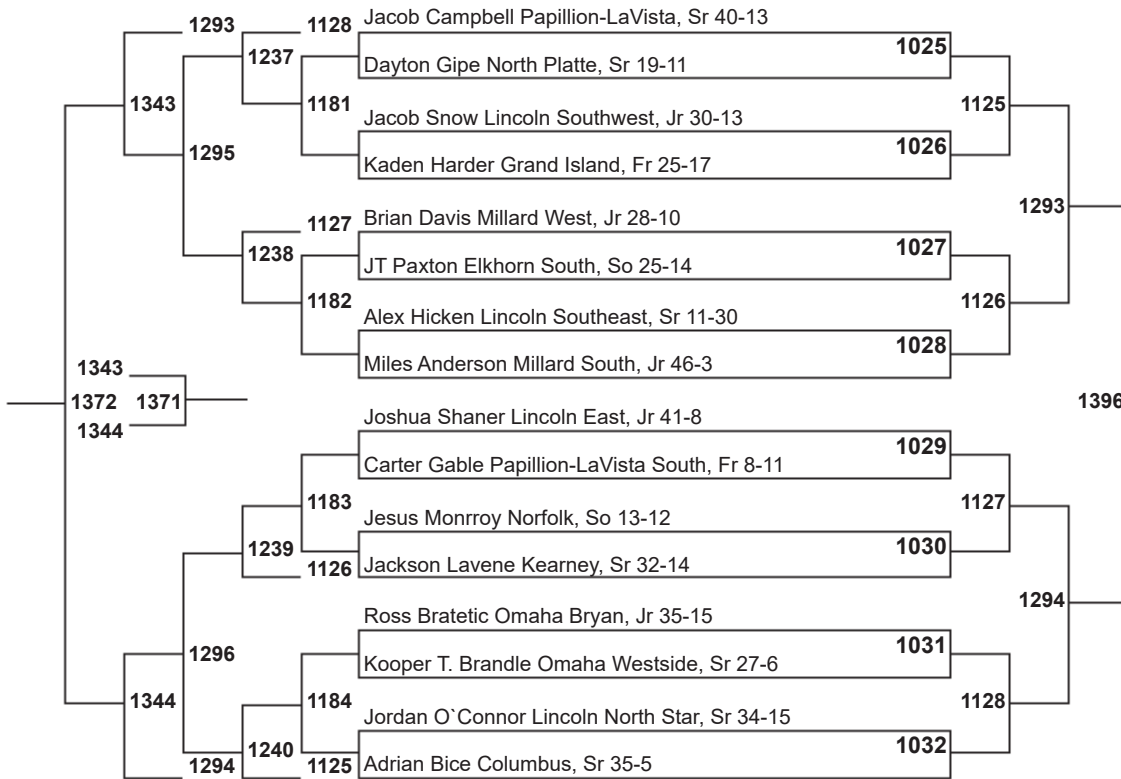 1293 1128 Jacob Campbell Papillion-LaVista, Sr 40-13
1237 Dayton Gipe North Platte, Sr 19-11 1025
1343 1181 Jacob Snow Lincoln Southwest, Jr 30-13 1125
1295 Kaden Harder Grand Island, Fr 25-17 1026
1127 Brian Davis Millard West, Jr 28-10 1293
1238 JT Paxton Elkhorn South, So 25-14 1027
1182 Alex Hicken Lincoln Southeast, Sr 11-30 1126
1343 Miles Anderson Millard South, Jr 46-3 1028
1372 1371 1396
1344 Joshua Shaner Lincoln East, Jr 41-8
Carter Gable Papillion-LaVista South, Fr 8-11 1029
1183 Jesus Monrroy Norfolk, So 13-12 1127
1239 Jackson Lavene Kearney, Sr 32-14 1030
1126
Ross Bratetic Omaha Bryan, Jr 35-15 1294
1296 Kooper T. Brandle Omaha Westside, Sr 27-6 1031
1344 1184 Jordan O`Connor Lincoln North Star, Sr 34-15 1128
1240 Adrian Bice Columbus, Sr 35-5 1032
1294 1125